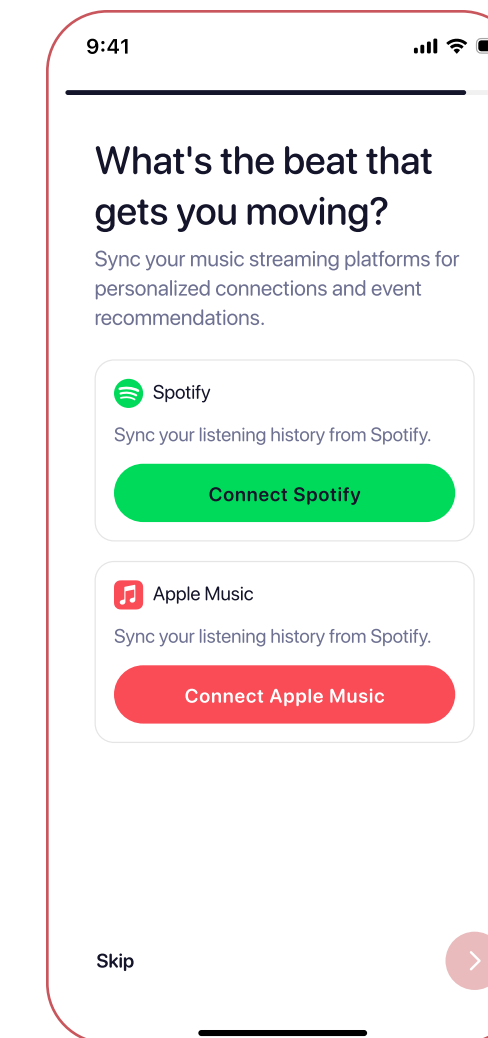 9:41
What's the beat that
gets you moving?
Sync your music streaming platforms for
personalized connections and event
recommendations.
Spotify
Sync your listening history from Spotify.
Connect Spotify
Apple Music
Sync your listening history from Spotify.
Connect Apple Music
Skip